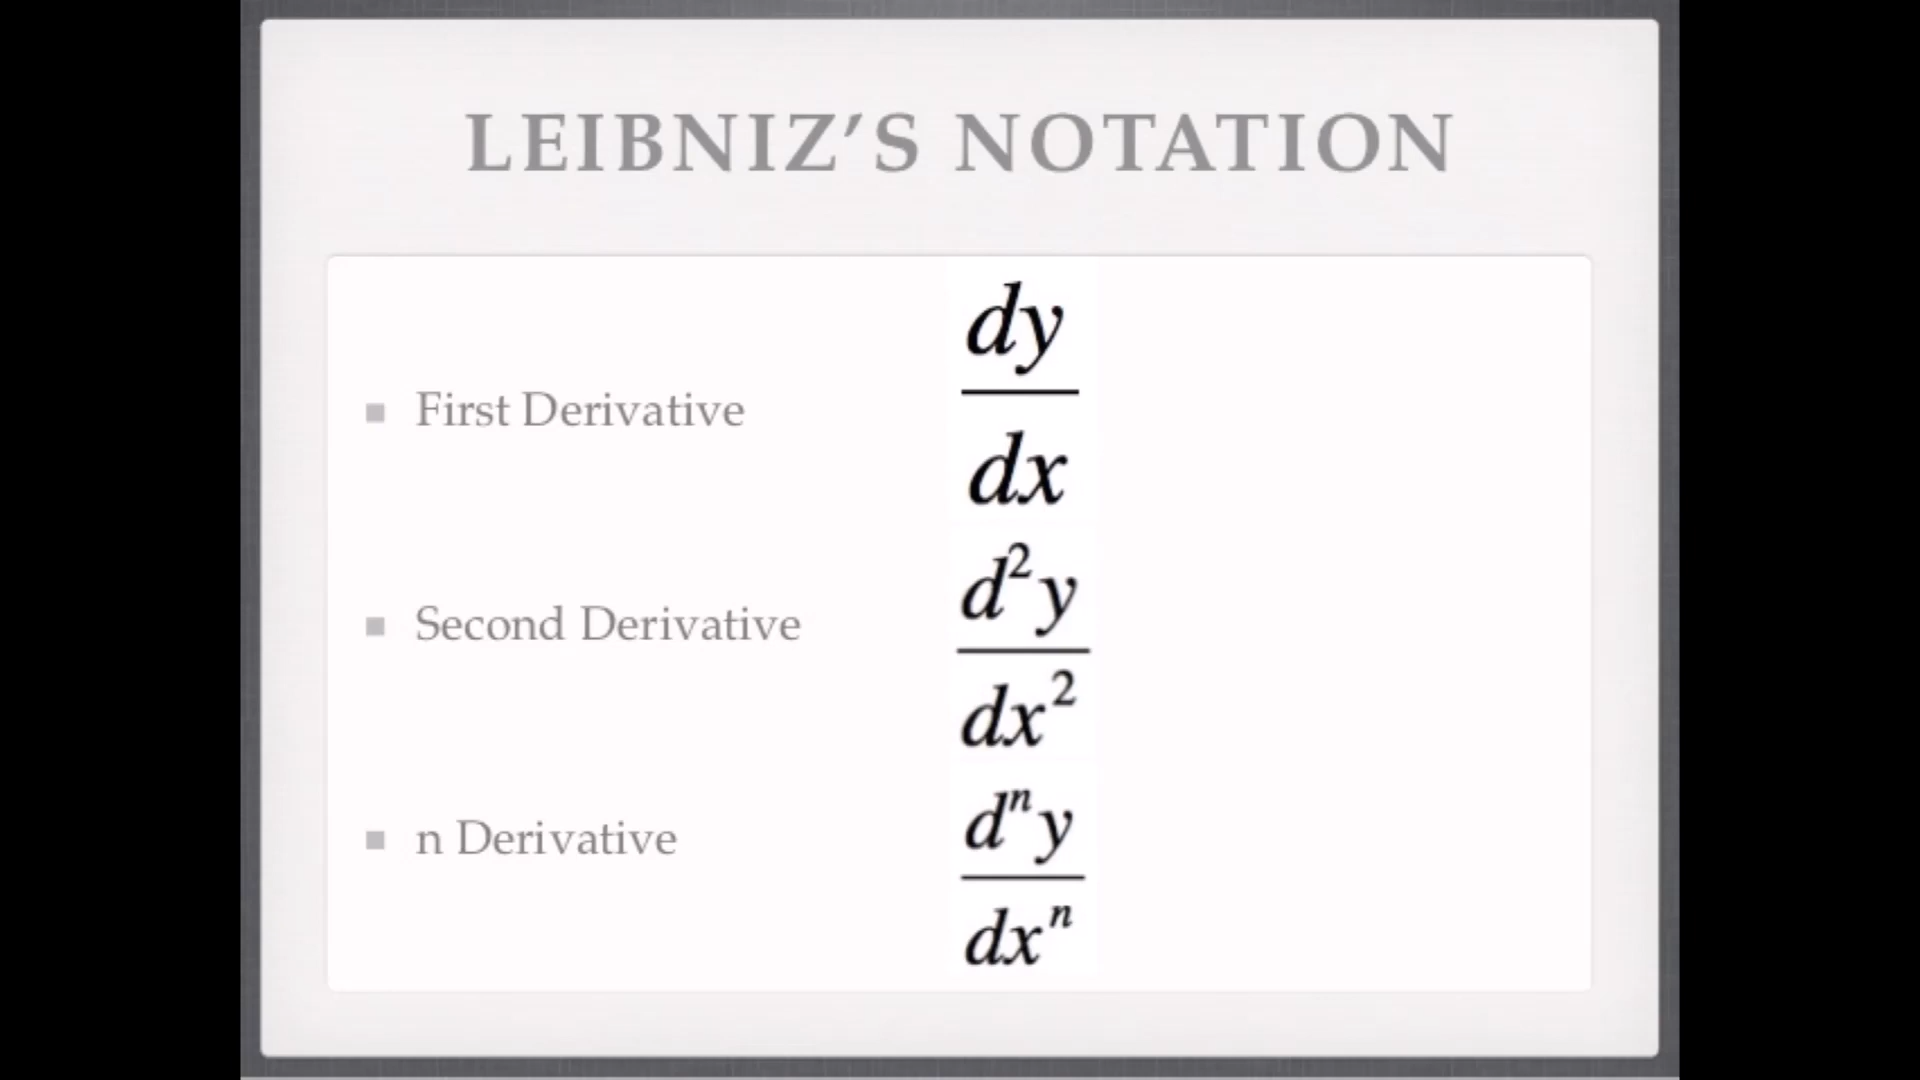 LEIBNIZ’S NOTATION
■ First Derivative
dy
dx
■ Second Derivative
d²y
dx²
■ n Derivative
dⁿy
dxⁿ